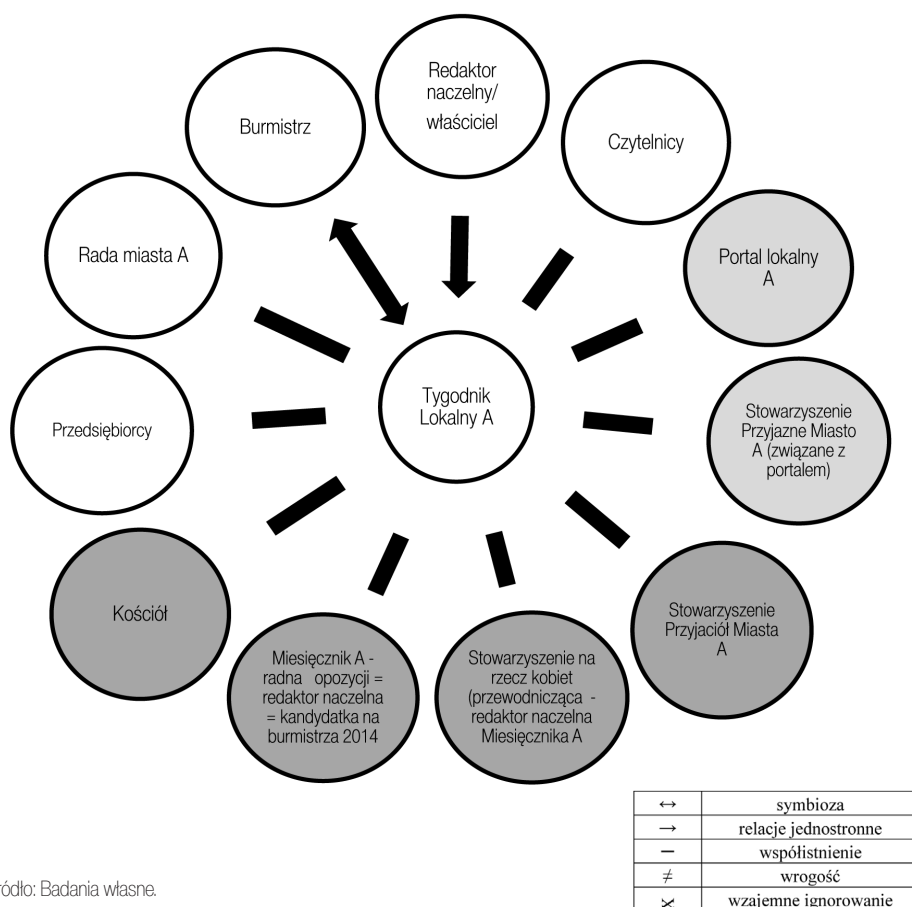 Redaktor
naczelny/
właściciel
Burmistrz
Czytelnicy
Rada miasta A
Portal lokalny
A
Przedsiębiorcy
Tygodnik
Lokalny A
Stowarzyszenie
Przyjazne Miasto
A (związane z
portalem)
Kościół
Stowarzyszenie
Przyjaciół Miasta
A
Miesięcznik A -
radna opozycji =
redaktor naczelna
= kandydatka na
burmistrza 2014
Stowarzyszenie na
rzecz kobiet
(przewodnicząca -
redaktor naczelna
Miesięcznika A
↔ symbioza
→ relacje jednostronne
– współistnienie
≠ wrogość
wzajemne ignorowanie
ródło: Badania własne.